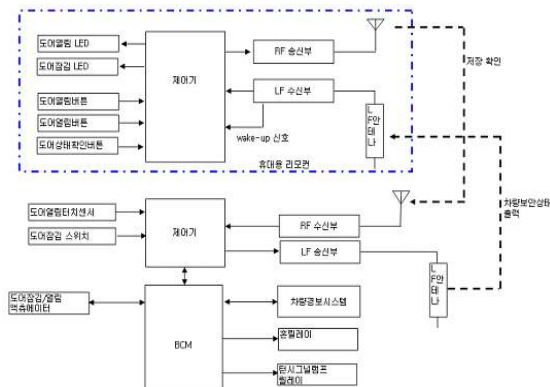 도어열림 LED
도어잠김 LED
도어열림버튼
도어열림버튼
도어상태확인버튼
제어기
RF 송신부
LF 수신부
wake-up 신호
LF안테나
휴대용 리모컨
저장 확인
차량보안상태
출력
도어열림터치센서
도어잠김 스위치
제어기
RF 수신부
LF 송신부
LF안테나
도어잠김/열림
액츄에이터
BCM
차량경보시스템
혼릴레이
턴시그널램프
릴레이